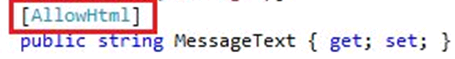 [AllowHtml]
public string MessageText { get; set; }